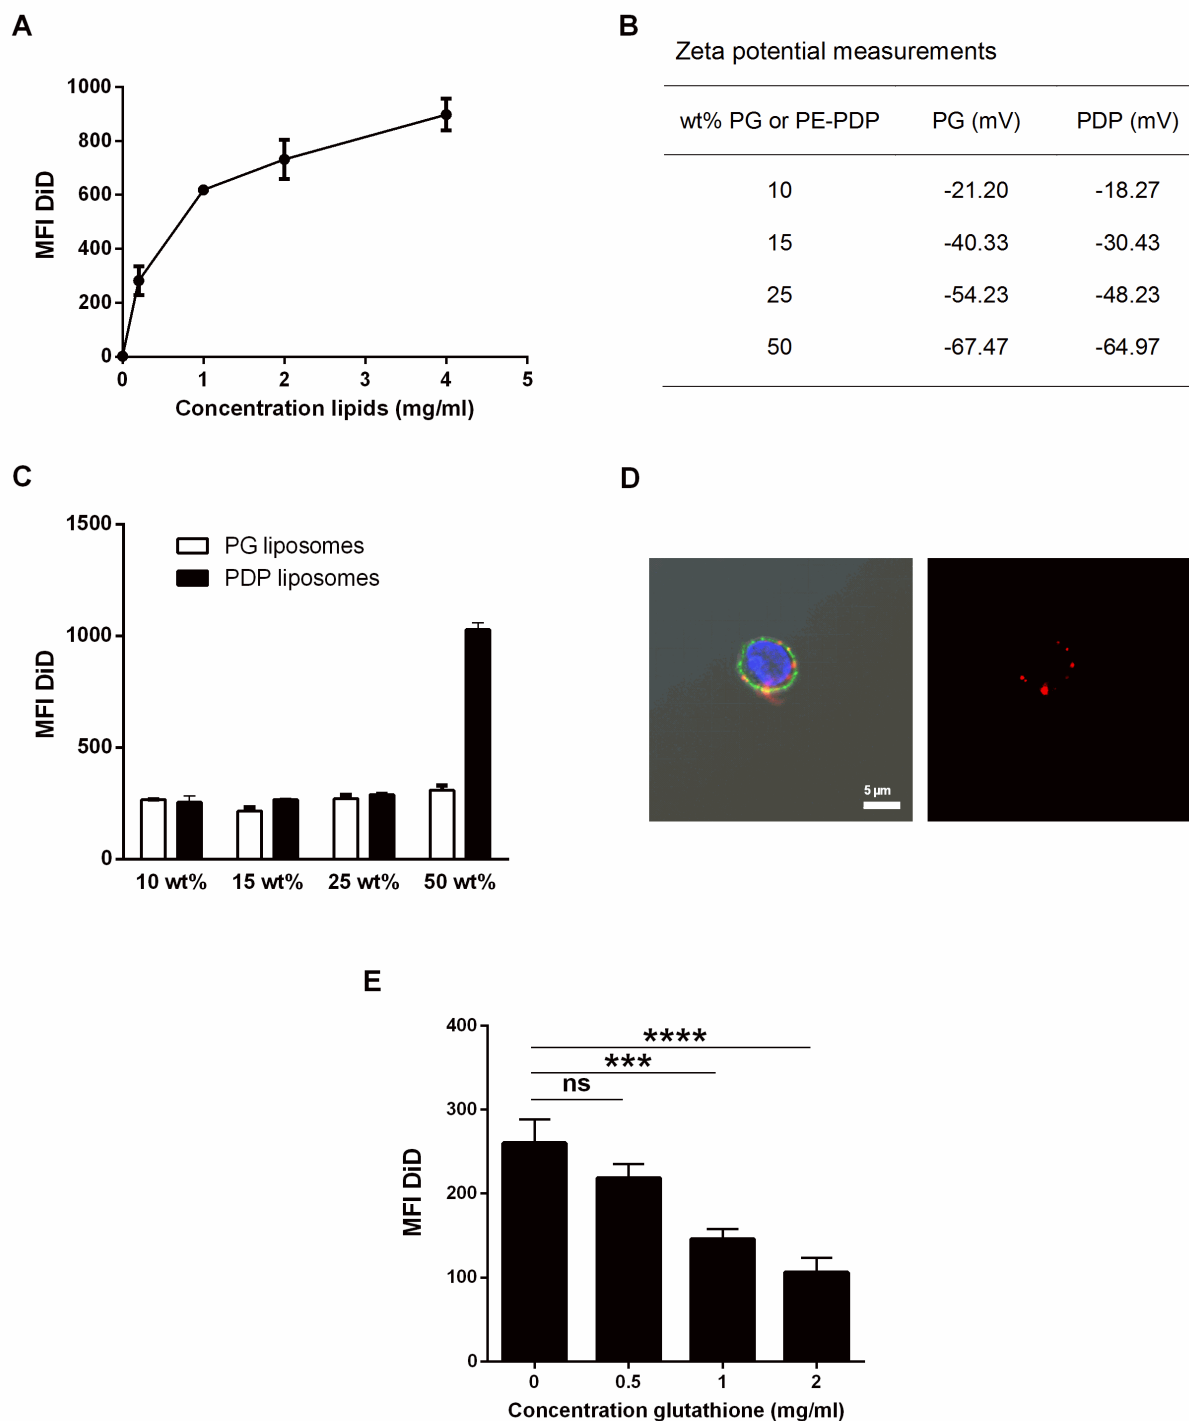 A
1000
800
600
400
200
0
MFI DiD
0 1 2 3 4 5
Concentration lipids (mg/ml)
B
Zeta potential measurements
wt% PG or PE-PDP PG (mV) PDP (mV)
10 -21.20 -18.27
15 -40.33 -30.43
25 -54.23 -48.23
50 -67.47 -64.97
C
1500
1000
500
0
MFI DiD
PG liposomes
PDP liposomes
10 wt% 15 wt% 25 wt% 50 wt%
D
5 µm
E
400
300
200
100
0
MFI DiD
****
***
ns
0 0.5 1 2
Concentration glutathione (mg/ml)